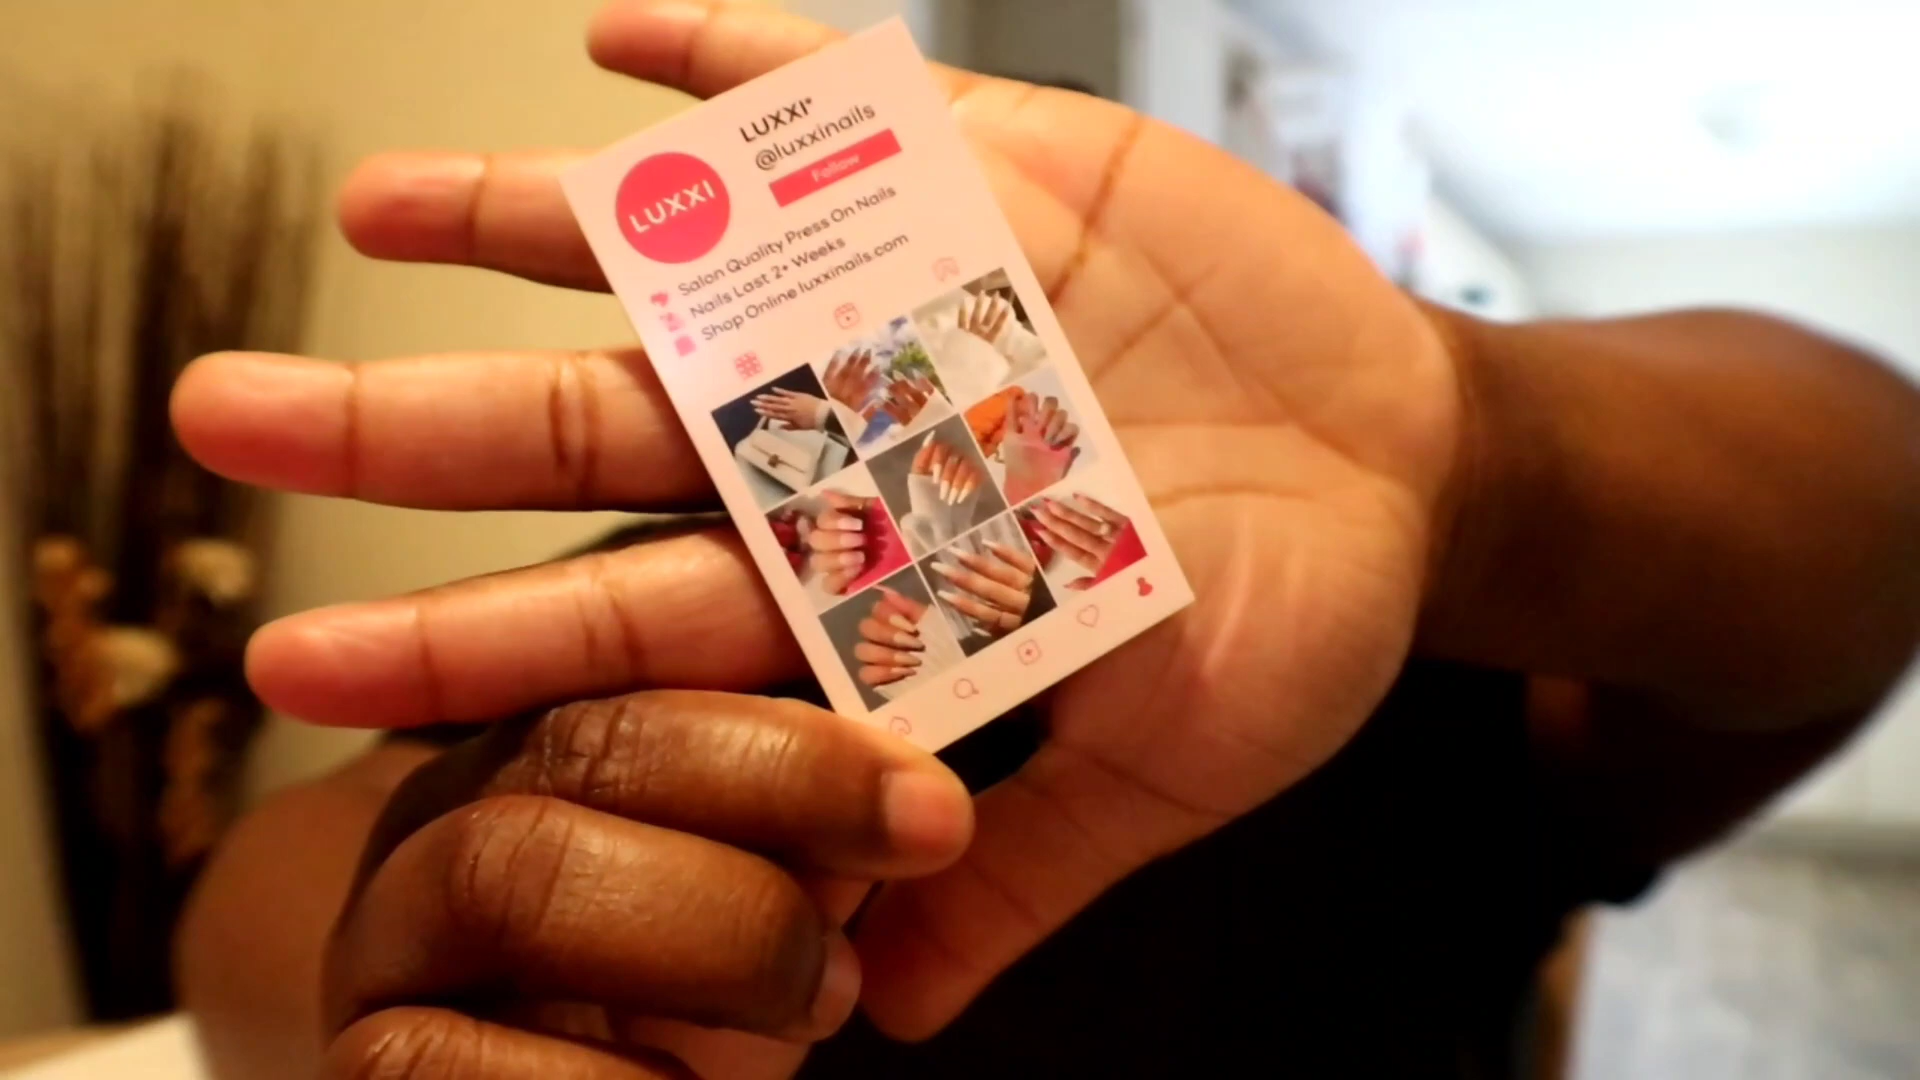 LUXXI
LUXXI®
@luxxinails
Follow
Salon Quality Press On Nails
Nails Last 2+ Weeks
Shop Online luxxinails.com